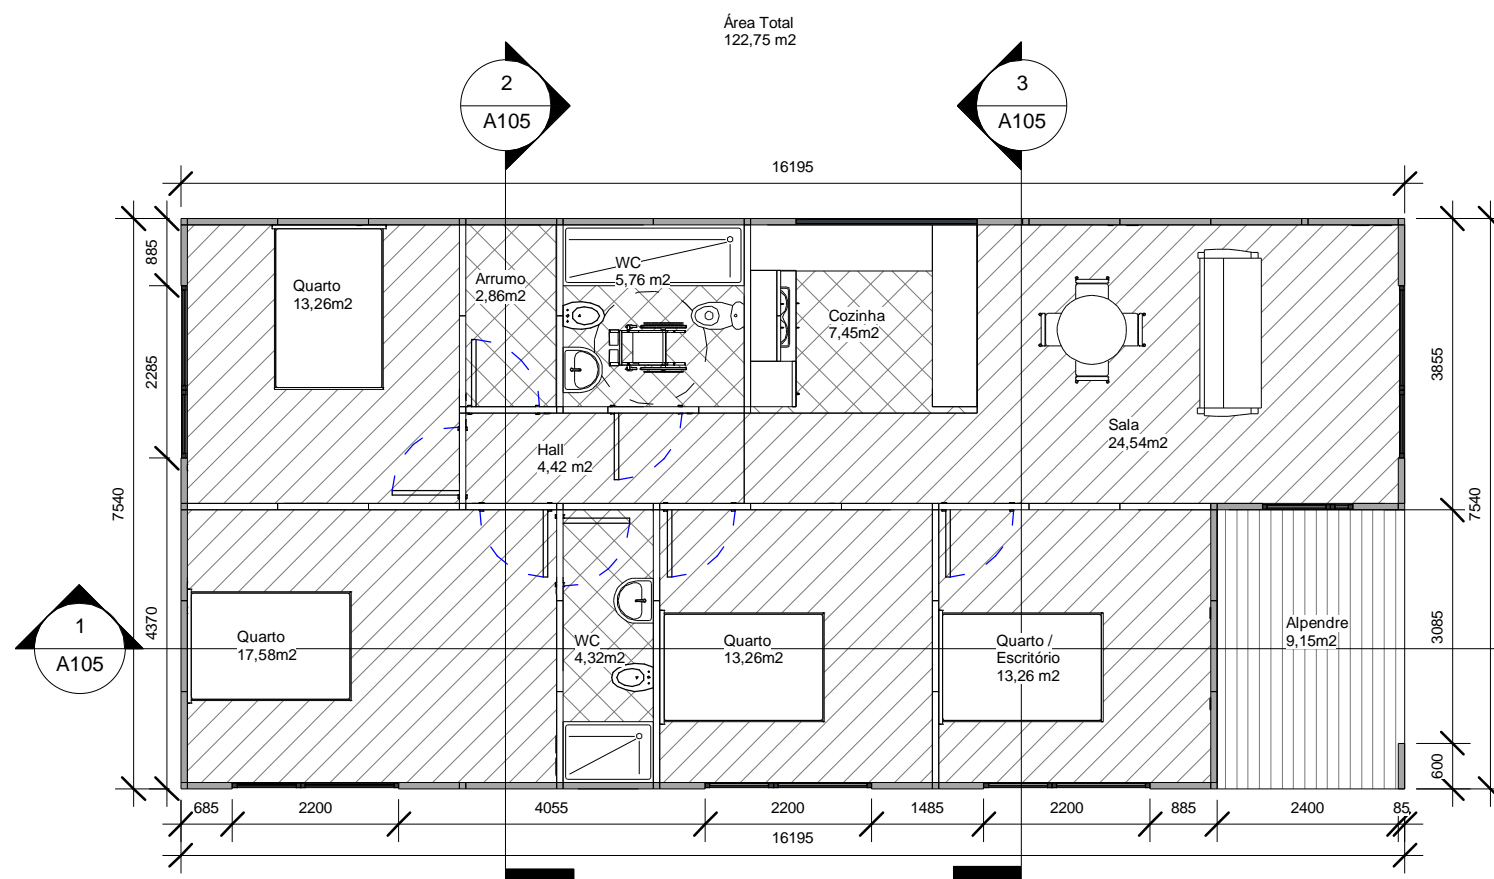 Área Total
122,75 m2
2
A105
3
A105
16195
885
2285
4370
7540
Quarto
13,26m2
Arrumo
2,86m2
WC
5,76 m2
Cozinha
7,45m2
Sala
24,54m2
Hall
4,42 m2
3855
7540
3085
600
1
A105
Quarto
17,58m2
WC
4,32m2
Quarto
13,26m2
Quarto /
Escritório
13,26 m2
Alpendre
9,15m2
685
2200
4055
2200
1485
2200
885
2400
85
16195